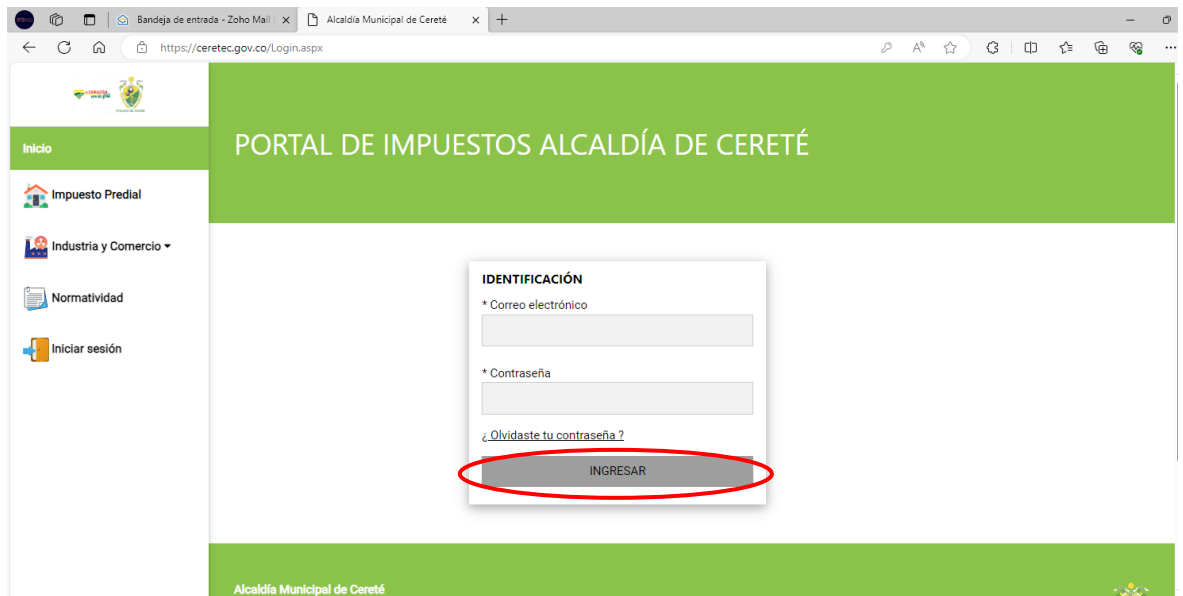 Bandeja de entrada - Zoho Mail
Alcaldía Municipal de Cereté
https://ceretec.gov.co/Login.aspx
Inicio
PORTAL DE IMPUESTOS ALCALDÍA DE CERETÉ
Impuesto Predial
Industria y Comercio
Normatividad
Iniciar sesión
IDENTIFICACIÓN
* Correo electrónico
* Contraseña
¿ Olvidaste tu contraseña ?
INGRESAR
Alcaldía Municipal de Cereté